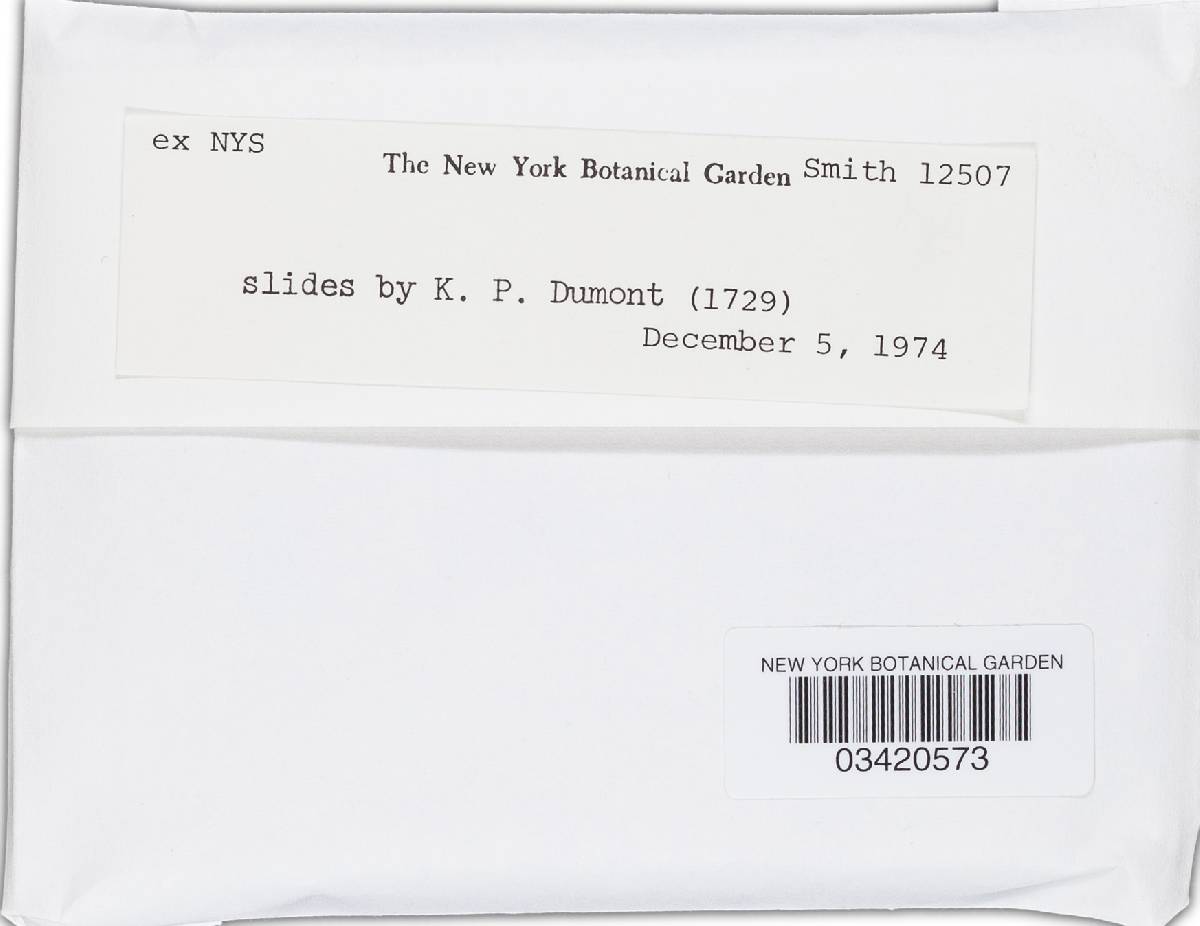 ex NYS
The New York Botanical Garden Smith 12507
slides by K. P. Dumont (1729)
December 5, 1974
NEW YORK BOTANICAL GARDEN
03420573